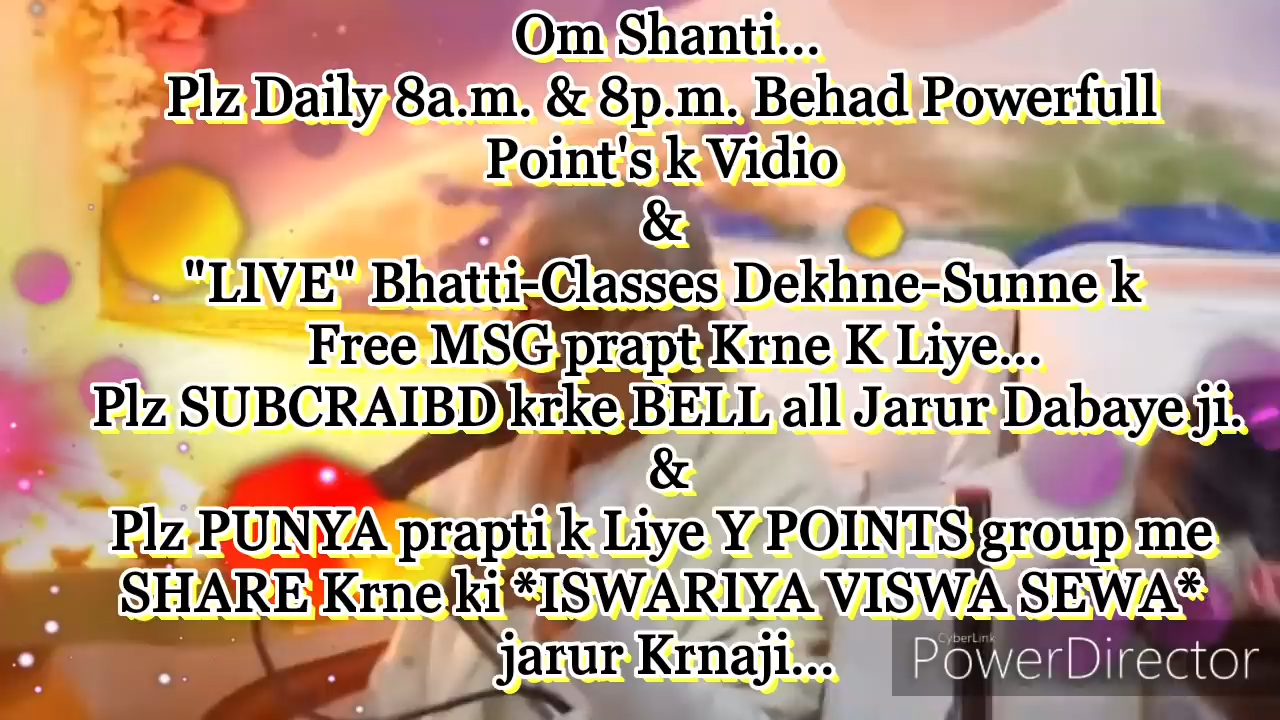 Om Shanti...
Plz Daily 8a.m. & 8p.m. Behad Powerfull
Point's k Vidio
&
"L1VE" Bhatti-Classes Dekhne-Sunne k
Free MSG prapt Krne K Liye...
Plz SUBCRAIBD krke BELL all Jarur Dabaye ji.
&
Plz PUNYA prapti k Liye Y POINTS group me
SHARE Krne ki *ISWAR1YA VISWA SEWA*
jarur Krnaji...
CyberLink
PowerDirector